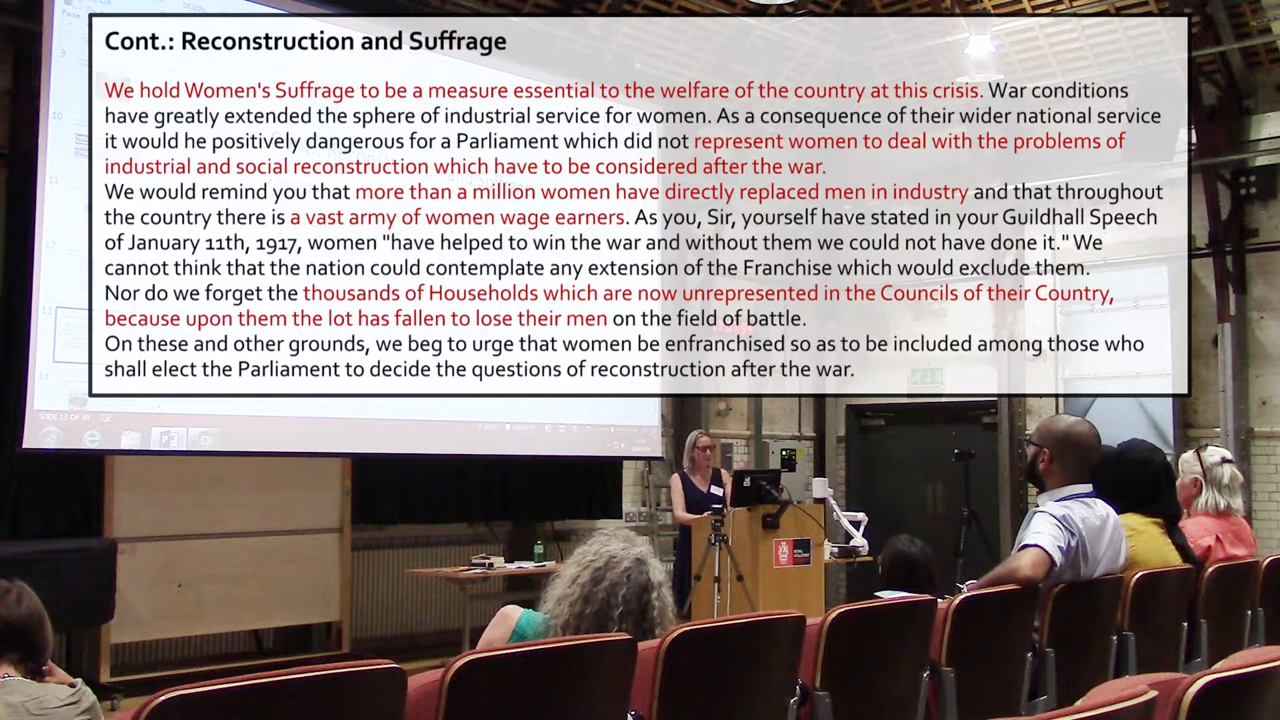 Cont.: Reconstruction and Suffrage
We hold Women's Suffrage to be a measure essential to the welfare of the country at this crisis. War conditions
have greatly extended the sphere of industrial service for women. As a consequence of their wider national service
it would he positively dangerous for a Parliament which did not represent women to deal with the problems of
industrial and social reconstruction which have to be considered after the war.
We would remind you that more than a million women have directly replaced men in industry and that throughout
the country there is a vast army of women wage earners. As you, Sir, yourself have stated in your Guildhall Speech
of January 11th, 1917, women "have helped to win the war and without them we could not have done it." We
cannot think that the nation could contemplate any extension of the Franchise which would exclude them.
Nor do we forget the thousands of Households which are now unrepresented in the Councils of their Country,
because upon them the lot has fallen to lose their men on the field of battle.
On these and other grounds, we beg to urge that women be enfranchised so as to be included among those who
shall elect the Parliament to decide the questions of reconstruction after the war.
SLIDE 13 OF 30
ROYAL
HOLLOWAY